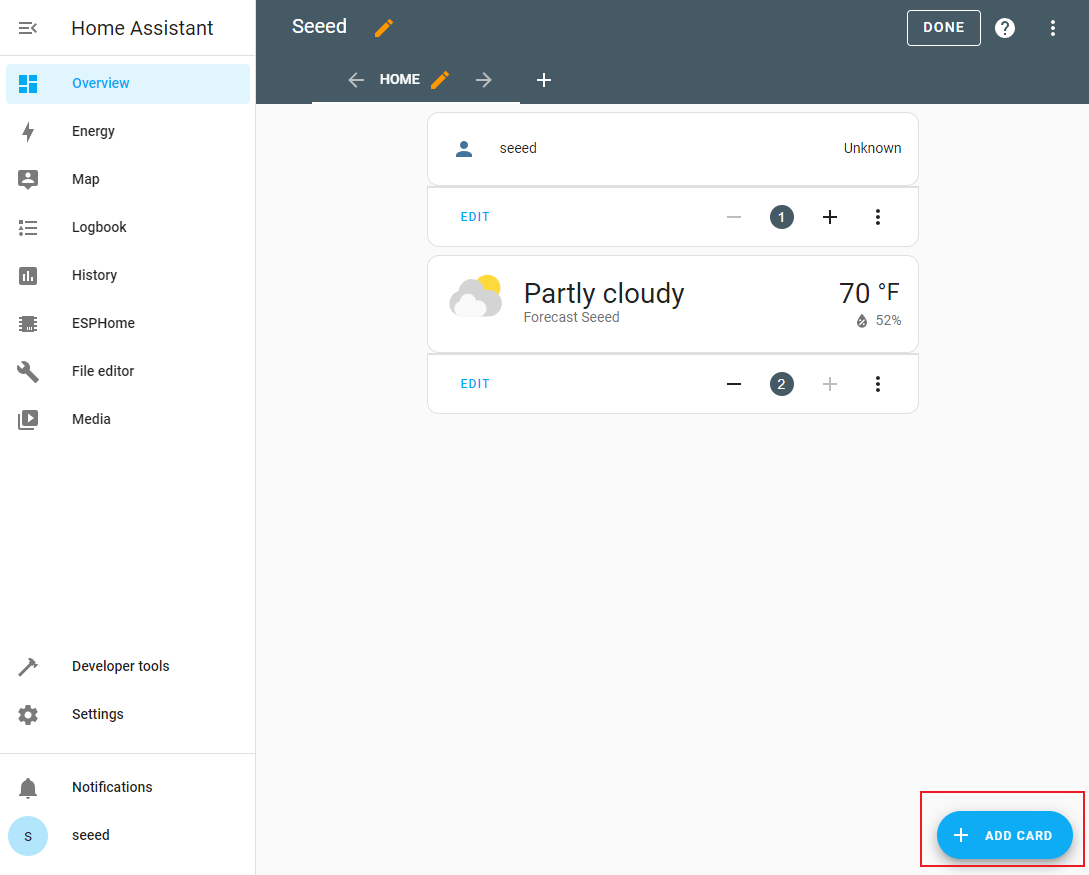 Home Assistant
Overview
Energy
Map
Logbook
History
ESPHome
File editor
Media
Developer tools
Settings
Notifications
S
seeed
Seeed
DONE
?
HOME
seeed
Unknown
EDIT
1
Partly cloudy
70 °F
Forecast Seeed
52%
EDIT
2
ADD CARD